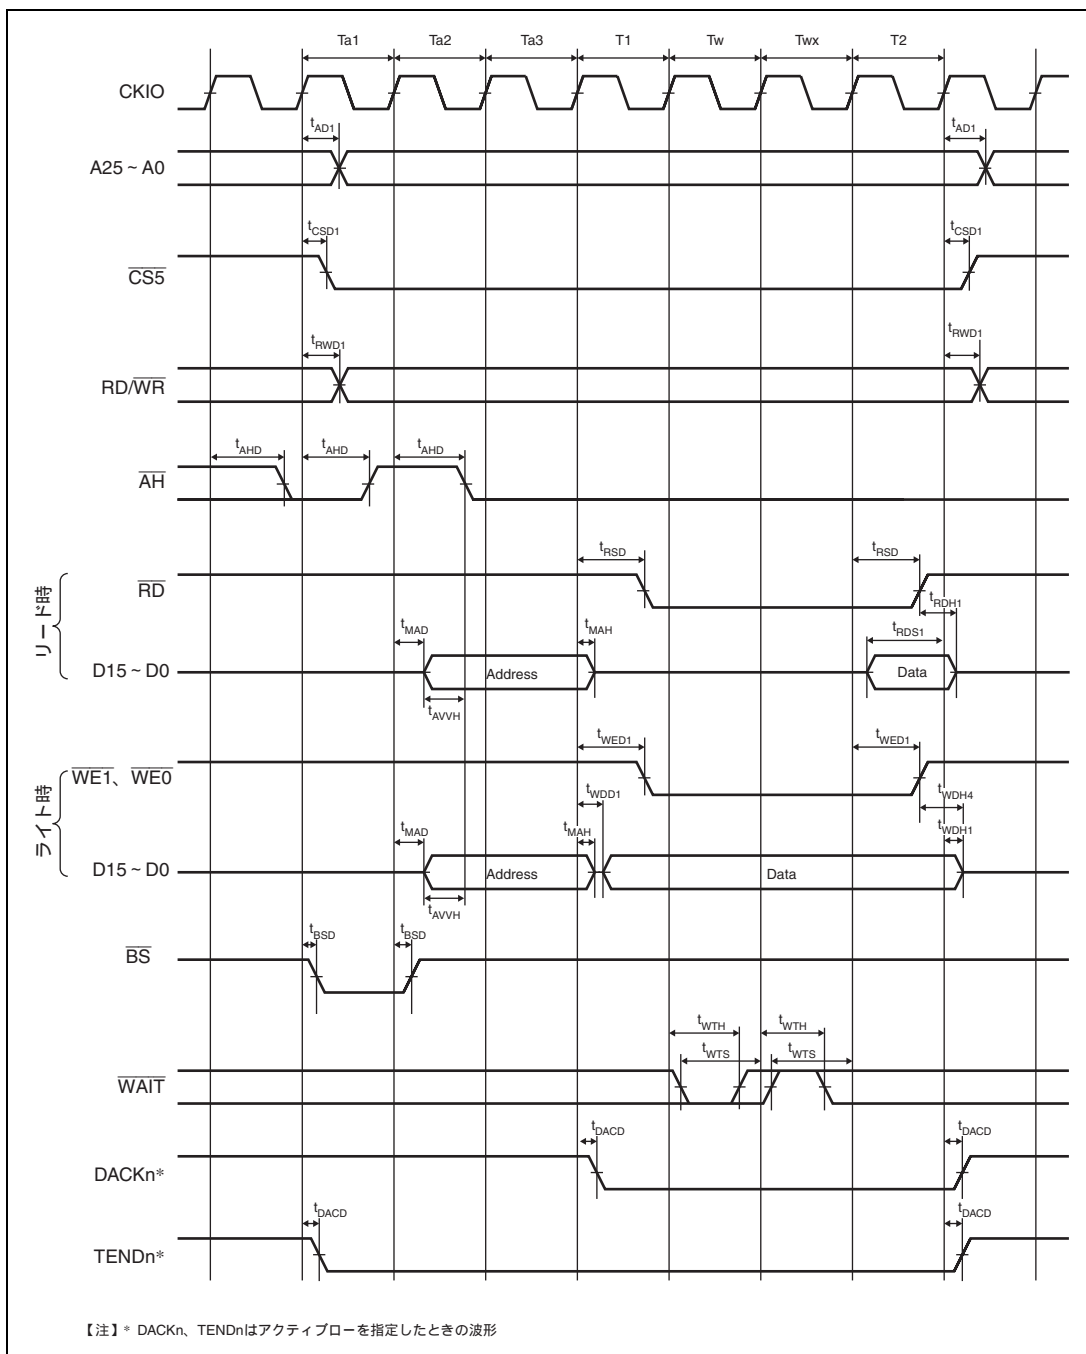 Ta1 Ta2 Ta3 T1 Tw Twx T2
CKIO
tAD1 tAD1
A25 ~ A0
tCSD1 tCSD1
CS5
tRWD1 tRWD1
RD/WR
tAHD tAHD tAHD
AH
tRSD tRSD
リード時
RD
tRDH1
tMAD tMAH tRDS1
D15 ~ D0 Address Data
tAVVH
tWED1 tWED1
ライト時
WE1、WE0
tWDD1 tWDH4
tMAD tMAH tWDH1
D15 ~ D0 Address Data
tAVVH
tBSD tBSD
BS
tWTH tWTH
tWTS tWTS
WAIT
tDACD tDACD
DACKn*
tDACD tDACD
TENDn*
【注】* DACKn、TENDnはアクティブローを指定したときの波形